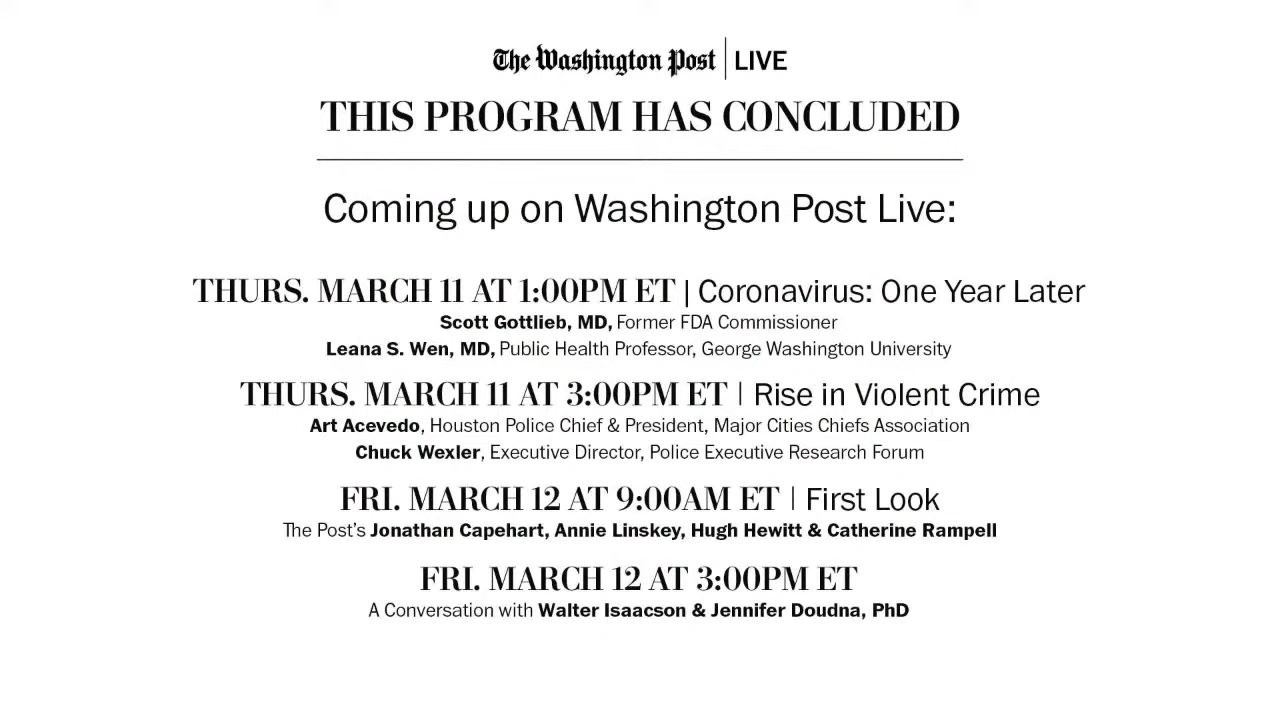 The Washington Post | LIVE
THIS PROGRAM HAS CONCLUDED
Coming up on Washington Post Live:
THURS. MARCH 11 AT 1:00PM ET | Coronavirus: One Year Later
Scott Gottlieb, MD, Former FDA Commissioner
Leana S. Wen, MD, Public Health Professor, George Washington University
THURS. MARCH 11 AT 3:00PM ET | Rise in Violent Crime
Art Acevedo, Houston Police Chief & President, Major Cities Chiefs Association
Chuck Wexler, Executive Director, Police Executive Research Forum
FRI. MARCH 12 AT 9:00AM ET | First Look
The Post’s Jonathan Capehart, Annie Linskey, Hugh Hewitt & Catherine Rampell
FRI. MARCH 12 AT 3:00PM ET
A Conversation with Walter Isaacson & Jennifer Doudna, PhD